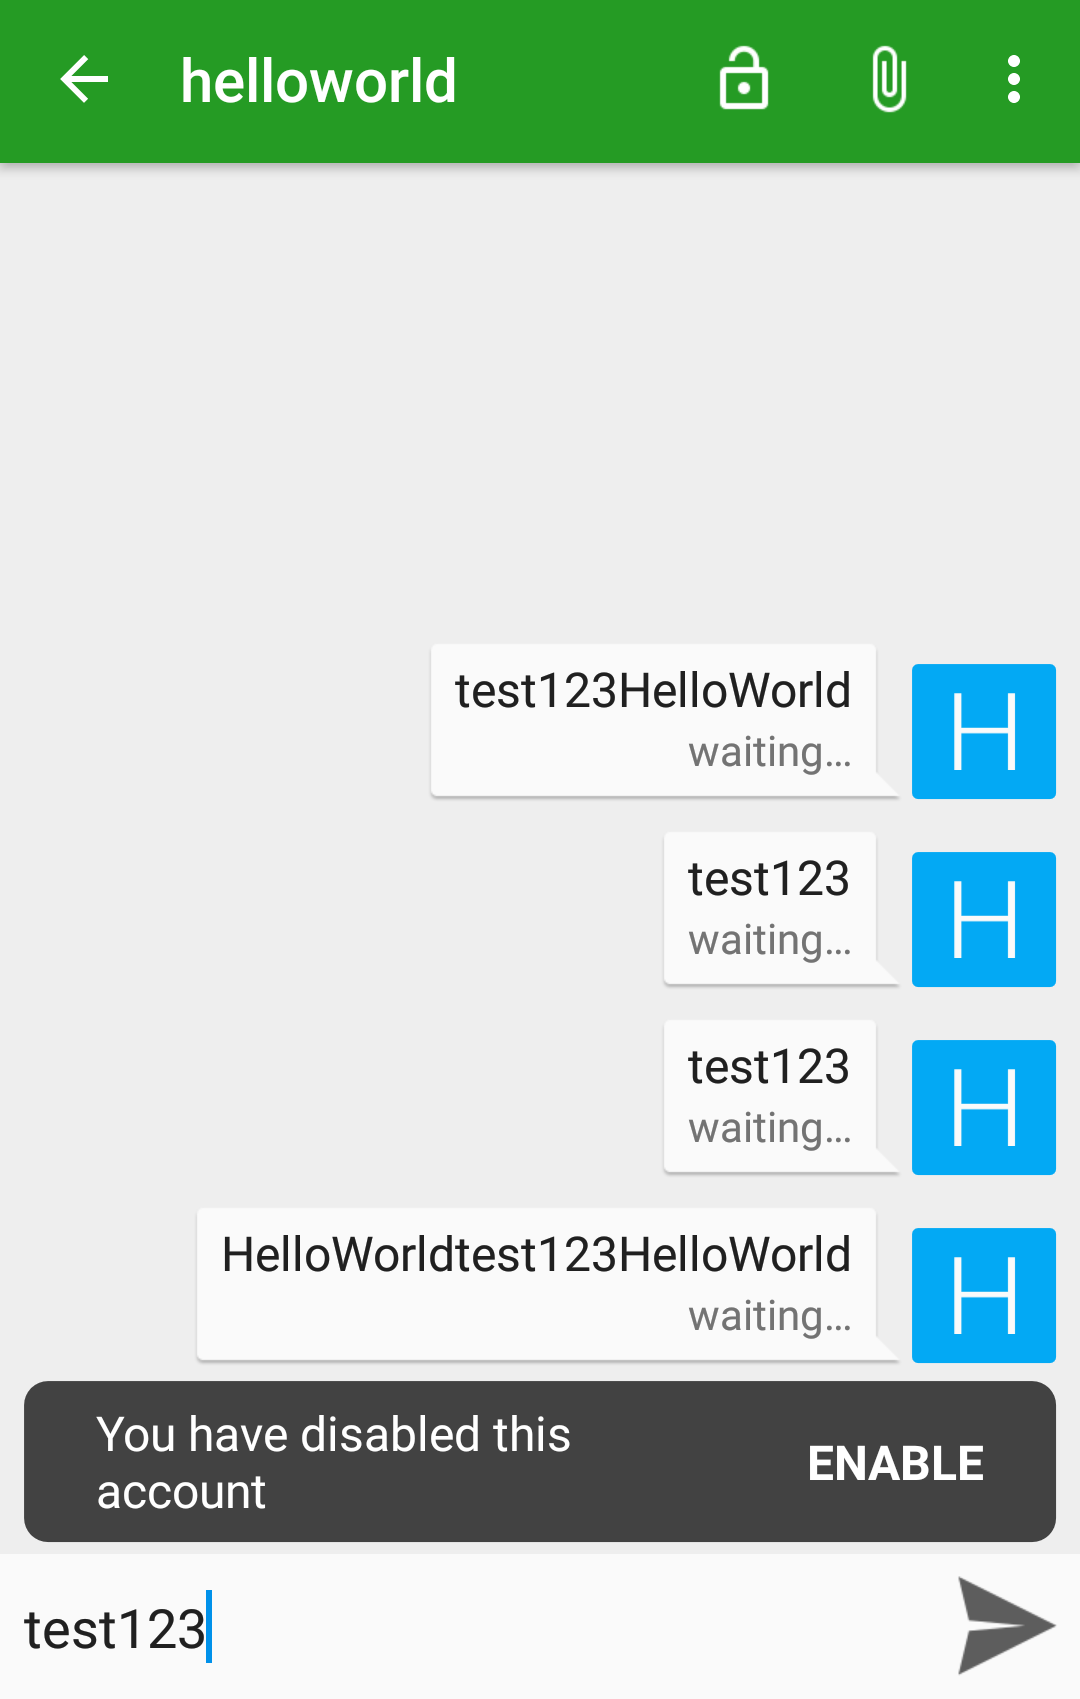 helloworld
test123HelloWorld
waiting…
H
test123
waiting…
H
test123
waiting…
H
HelloWorldtest123HelloWorld
waiting…
H
You have disabled this
account
ENABLE
test123